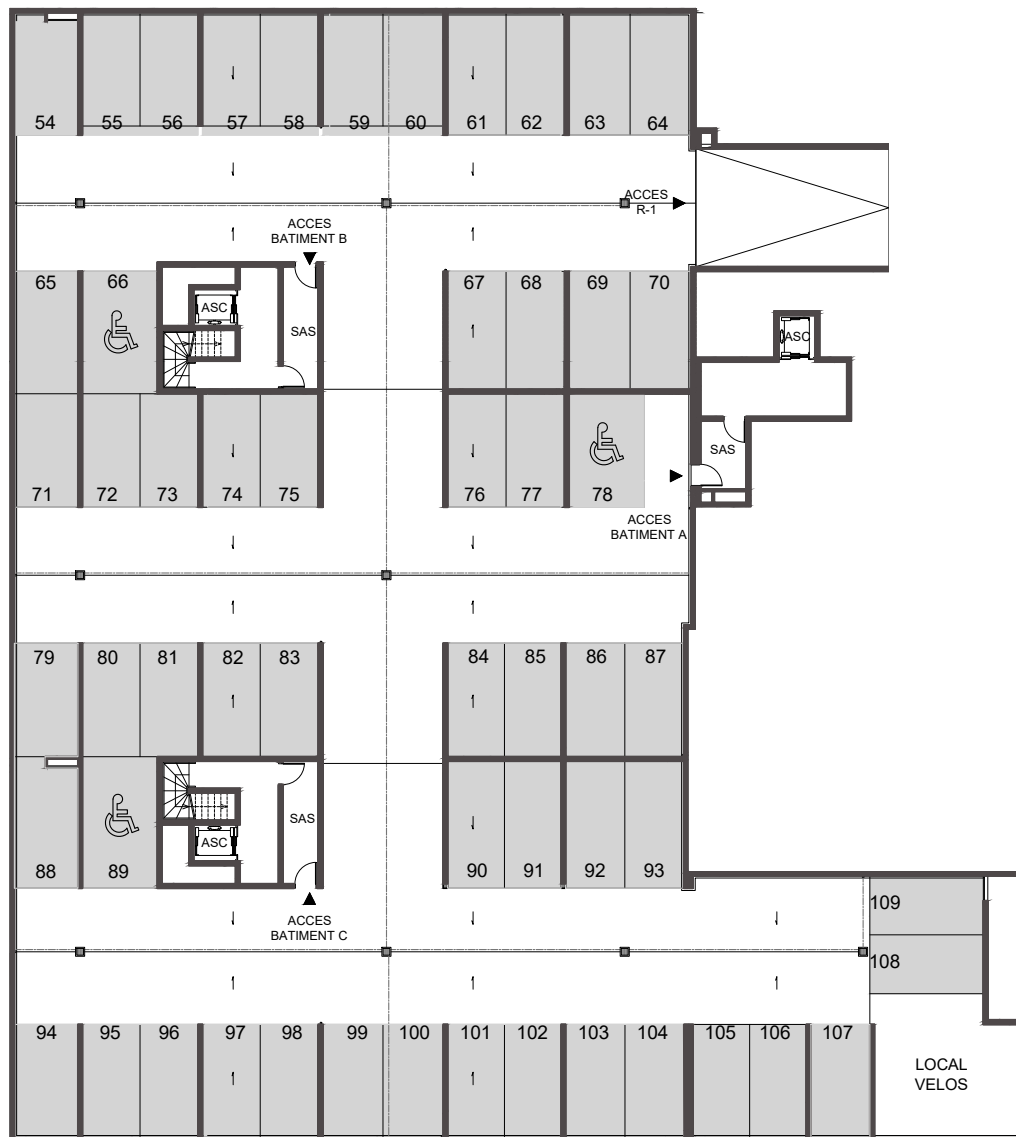 54 55 56 57 58 59 60 61 62 63 64
ACCES
R-1
ACCES
BATIMENT B
65 66 67 68 69 70
ASC
SAS
ASC
SAS
71 72 73 74 75 76 77 78
ACCES
BATIMENT A
79 80 81 82 83 84 85 86 87
SAS
ASC
88 89 90 91 92 93
ACCES
BATIMENT C
109
108
94 95 96 97 98 99 100 101 102 103 104 105 106 107
LOCAL
VELOS